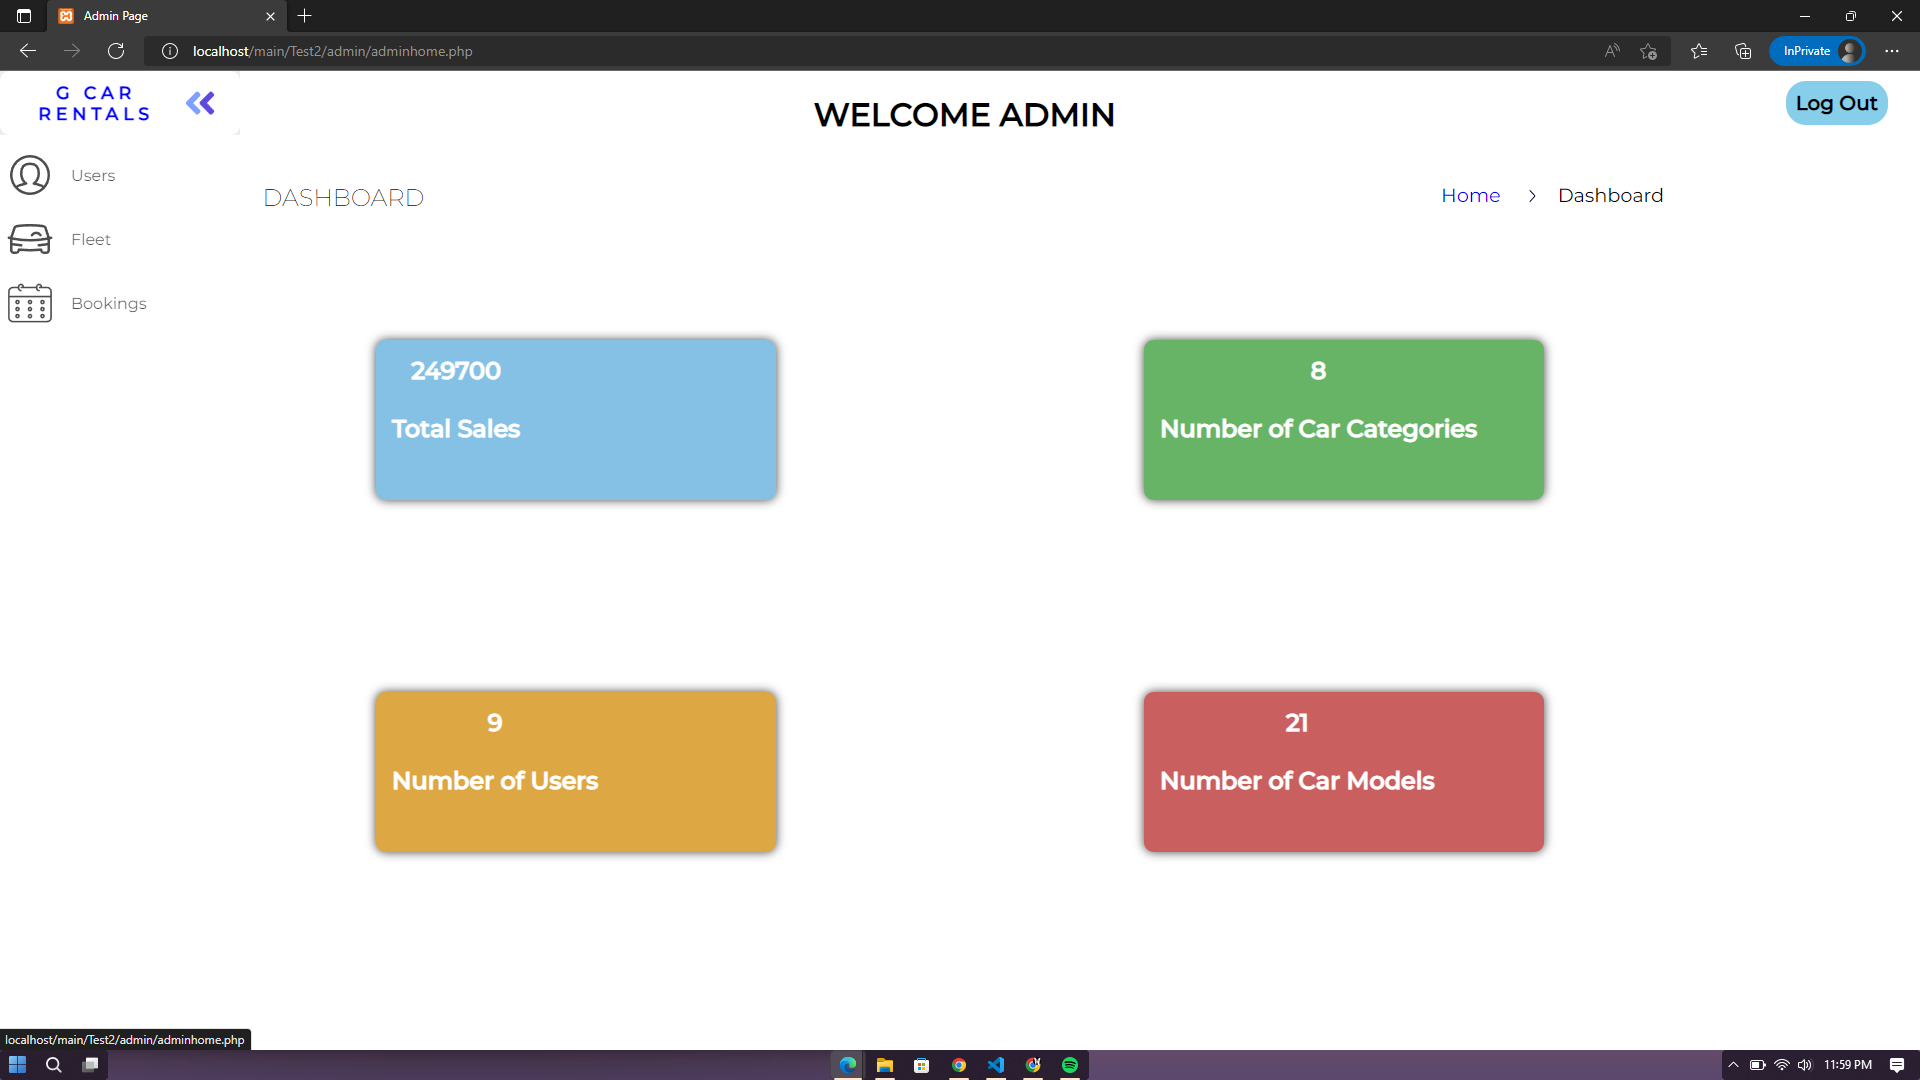 Admin Page
localhost/main/Test2/admin/adminhome.php
InPrivate
G CAR
RENTALS
WELCOME ADMIN
Log Out
Users
Fleet
Bookings
DASHBOARD
Home > Dashboard
249700
Total Sales
8
Number of Car Categories
9
Number of Users
21
Number of Car Models
localhost/main/Test2/admin/adminhome.php
11:59 PM